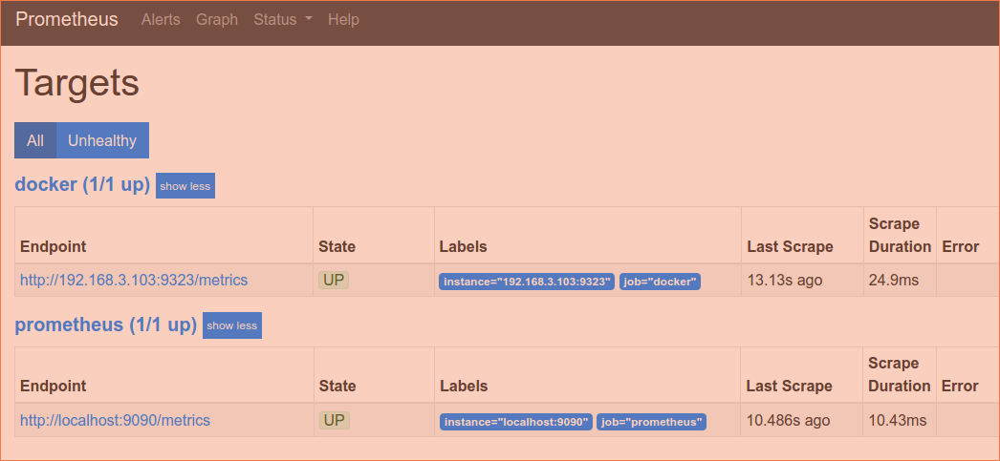 Prometheus Alerts Graph Status Help
Targets
All Unhealthy
docker (1/1 up) show less
Endpoint State Labels Last Scrape Scrape Duration Error
http://192.168.3.103:9323/metrics UP instance="192.168.3.103:9323" job="docker" 13.13s ago 24.9ms
prometheus (1/1 up) show less
Endpoint State Labels Last Scrape Scrape Duration Error
http://localhost:9090/metrics UP instance="localhost:9090" job="prometheus" 10.486s ago 10.43ms